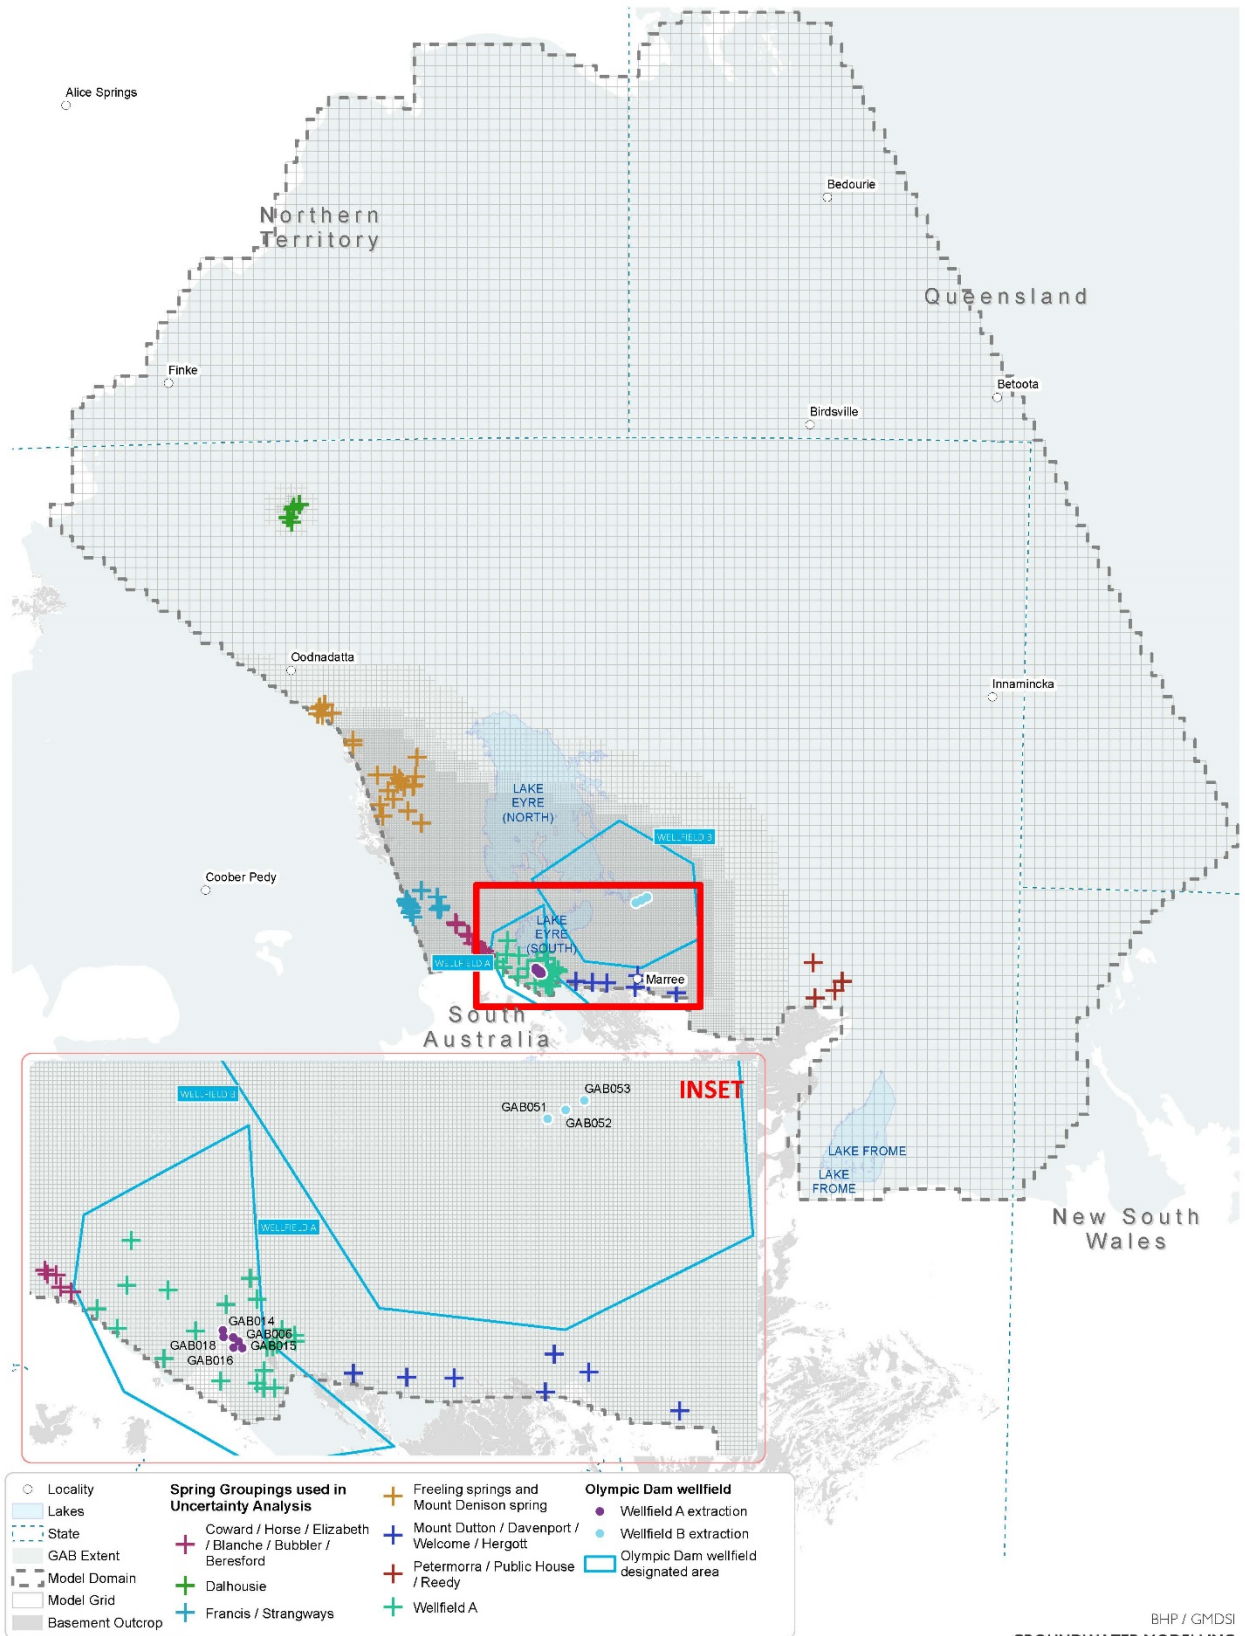 Alice Springs
Bedourie
Northern
Territory
Queensland
Finke
Betoota
Birdsville
Oodnadatta
Innamincka
LAKE
EYRE
(NORTH)
WELLFIELD B
Coober Pedy
LAKE
EYRE
(SOUTH)
WELLFIELD A
Marree
South
Australia
INSET
WELLFIELD B
GAB053
GAB051
GAB052
LAKE FROME
LAKE
FROME
New South
Wales
WELLFIELD A
GAB014
GAB006
GAB018
GAB015
GAB016
Locality
Lakes
State
GAB Extent
Model Domain
Model Grid
Basement Outcrop
Spring Groupings used in
Uncertainty Analysis
Coward / Horse / Elizabeth
/ Blanche / Bubbler /
Beresford
Dalhousie
Francis / Strangways
Freeling springs and
Mount Denison spring
Mount Dutton / Davenport /
Welcome / Hergott
Petermorra / Public House
/ Reedy
Wellfield A
Olympic Dam wellfield
Wellfield A extraction
Wellfield B extraction
Olympic Dam wellfield
designated area
BHP / GMDSI
GROUNDWATER MODELLING